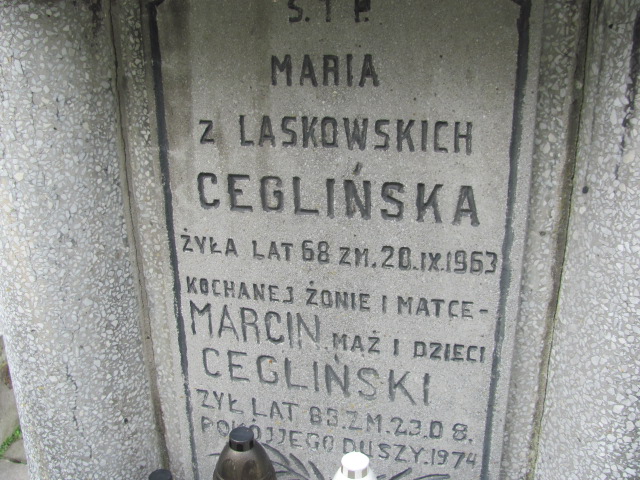 Ś.†P.
MARIA
Z LASKOWSKICH
CEGLIŃSKA
ŻYŁA LAT 68 ZM. 20.IX.1963
KOCHANEJ ŻONIE I MATCE-
MARCIN MĄŻ I DZIECI
CEGLIŃSKI
ŻYŁ LAT 83. ZM. 23.08.
POKÓJ JEGO DUSZY. 1974